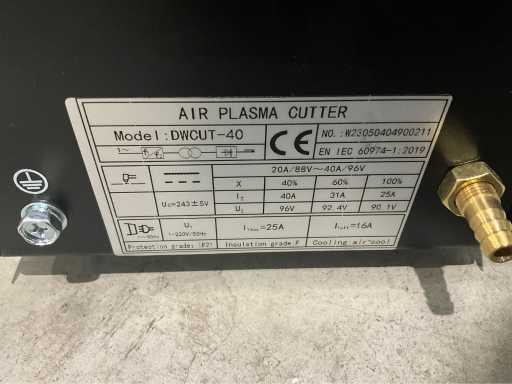 AIR PLASMA CUTTER
Model:DWCUT-40
CE
NO.:W23050404900211
EN IEC 60974-1:2019
1~
20A/88V~40A/96V
X 40% 60% 100%
U₀=243±5V
I₂ 40A 31A 25A
U₂ 96V 92.4V 90.1V
U₁
1~220V/50Hz
I₁max=25A
I₁eff=16A
Protection grade: IP21
Insulation grade F
Cooling air cool